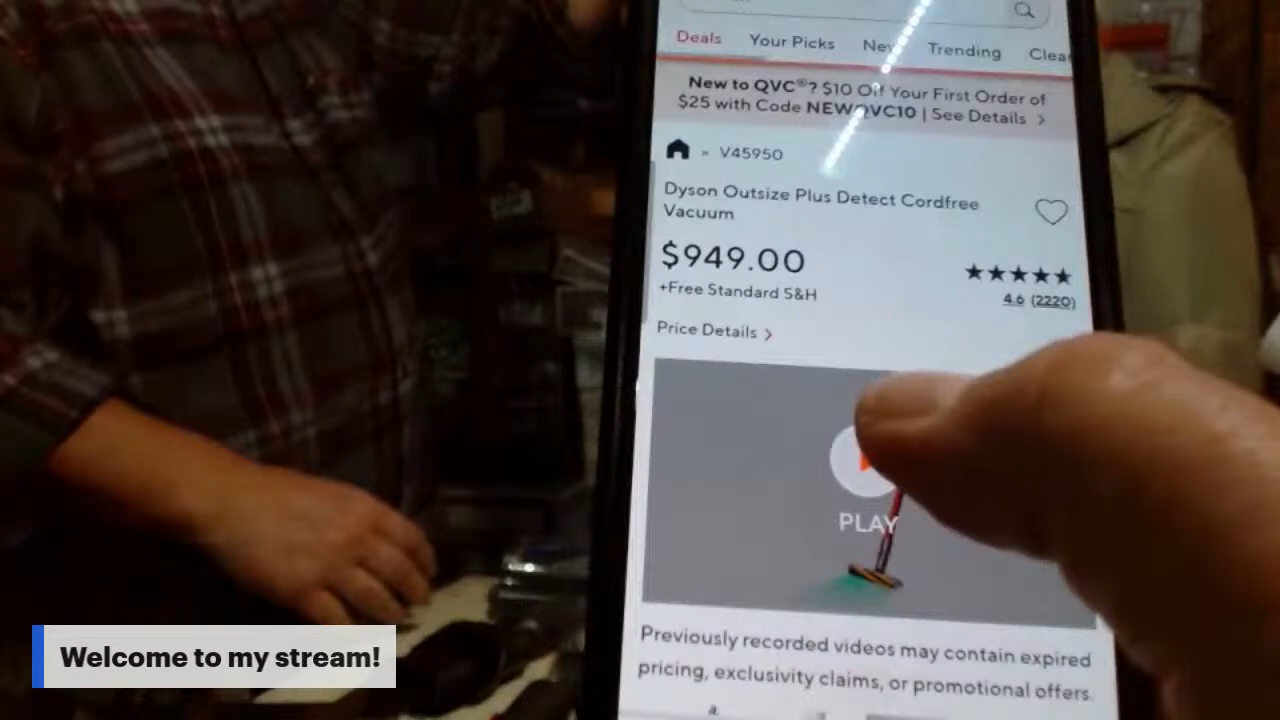 Deals Your Picks New Trending Clea
New to QVC®? $10 Off Your First Order of
$25 with Code NEWQVC10 | See Details >
» V45950
Dyson Outsize Plus Detect Cordfree
Vacuum
$949.00
+Free Standard S&H
4.6 (2220)
Price Details >
PLAY
Previously recorded videos may contain expired
pricing, exclusivity claims, or promotional offers.
Welcome to my stream!